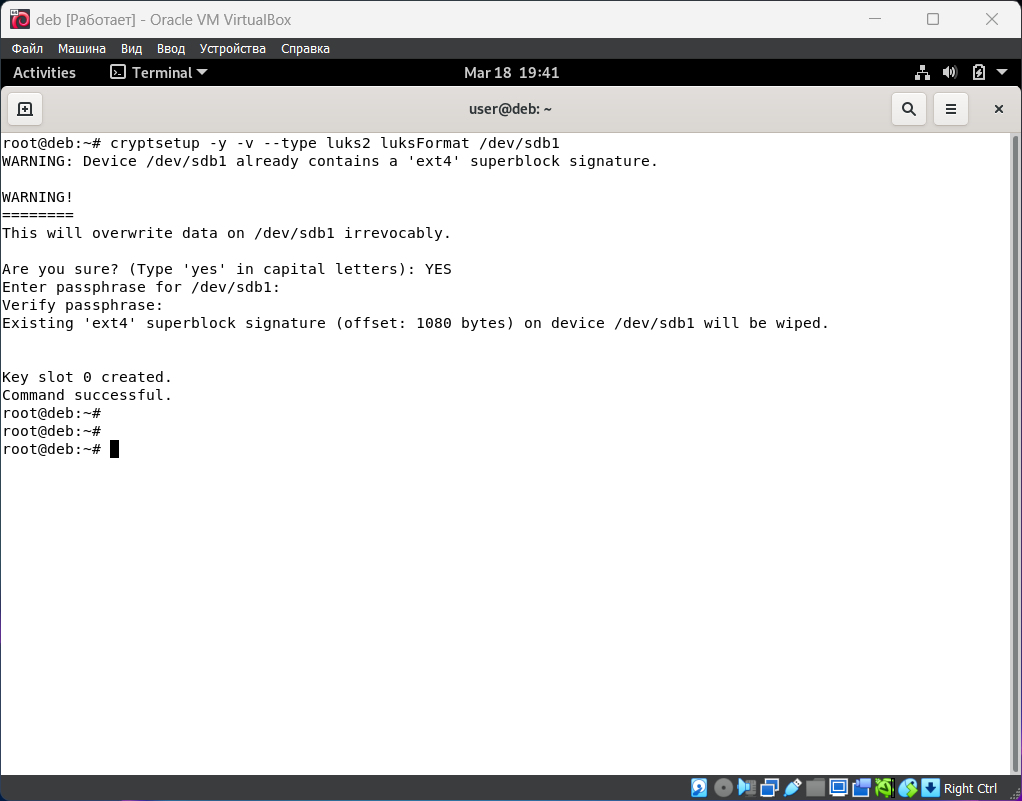 deb [Работает] - Oracle VM VirtualBox
Файл Машина Вид Ввод Устройства Справка
Activities Terminal Mar 18 19:41
user@deb: ~
root@deb:~# cryptsetup -y -v --type luks2 luksFormat /dev/sdb1
WARNING: Device /dev/sdb1 already contains a 'ext4' superblock signature.
WARNING!
========
This will overwrite data on /dev/sdb1 irrevocably.
Are you sure? (Type 'yes' in capital letters): YES
Enter passphrase for /dev/sdb1:
Verify passphrase:
Existing 'ext4' superblock signature (offset: 1080 bytes) on device /dev/sdb1 will be wiped.
Key slot 0 created.
Command successful.
root@deb:~#
root@deb:~#
root@deb:~#
Right Ctrl